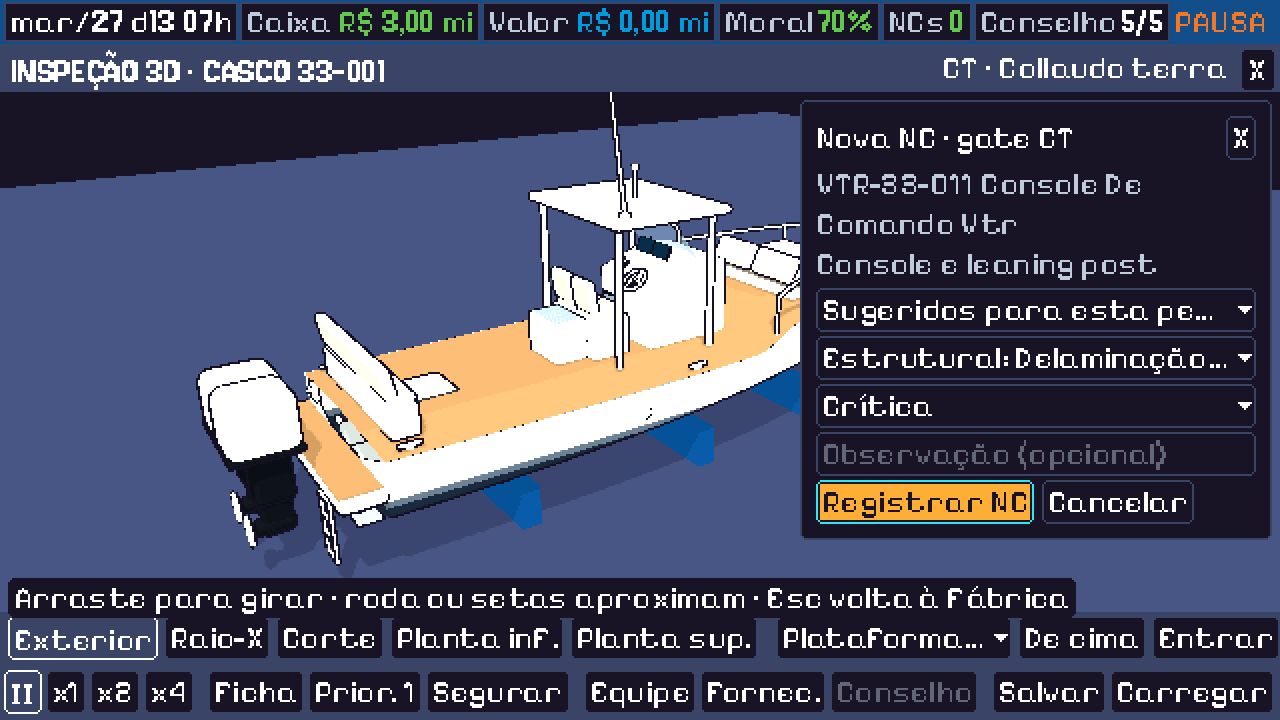 mar/27 d13 07h Caixa R$ 3,00 mi Valor R$ 0,00 mi Moral 70% NCs 0 Conselho 5/5 PAUSA
INSPEÇÃO 3D · CASCO 33-001 CT · Collaudo terra X
Nova NC · gate CT X
VTR-33-011 Console De
Comando Vtr
Console e leaning post
Sugeridos para esta pe...
Estrutural: Delaminação...
Crítica
Observação (opcional)
Registrar NC Cancelar
Arraste para girar · roda ou setas aproximam · Esc volta à Fábrica
Exterior Raio-X Corte Planta inf. Planta sup. Plataforma... De cima Entrar
II x1 x2 x4 Ficha Prior. 1 Segurar Equipe Fornec. Conselho Salvar Carregar